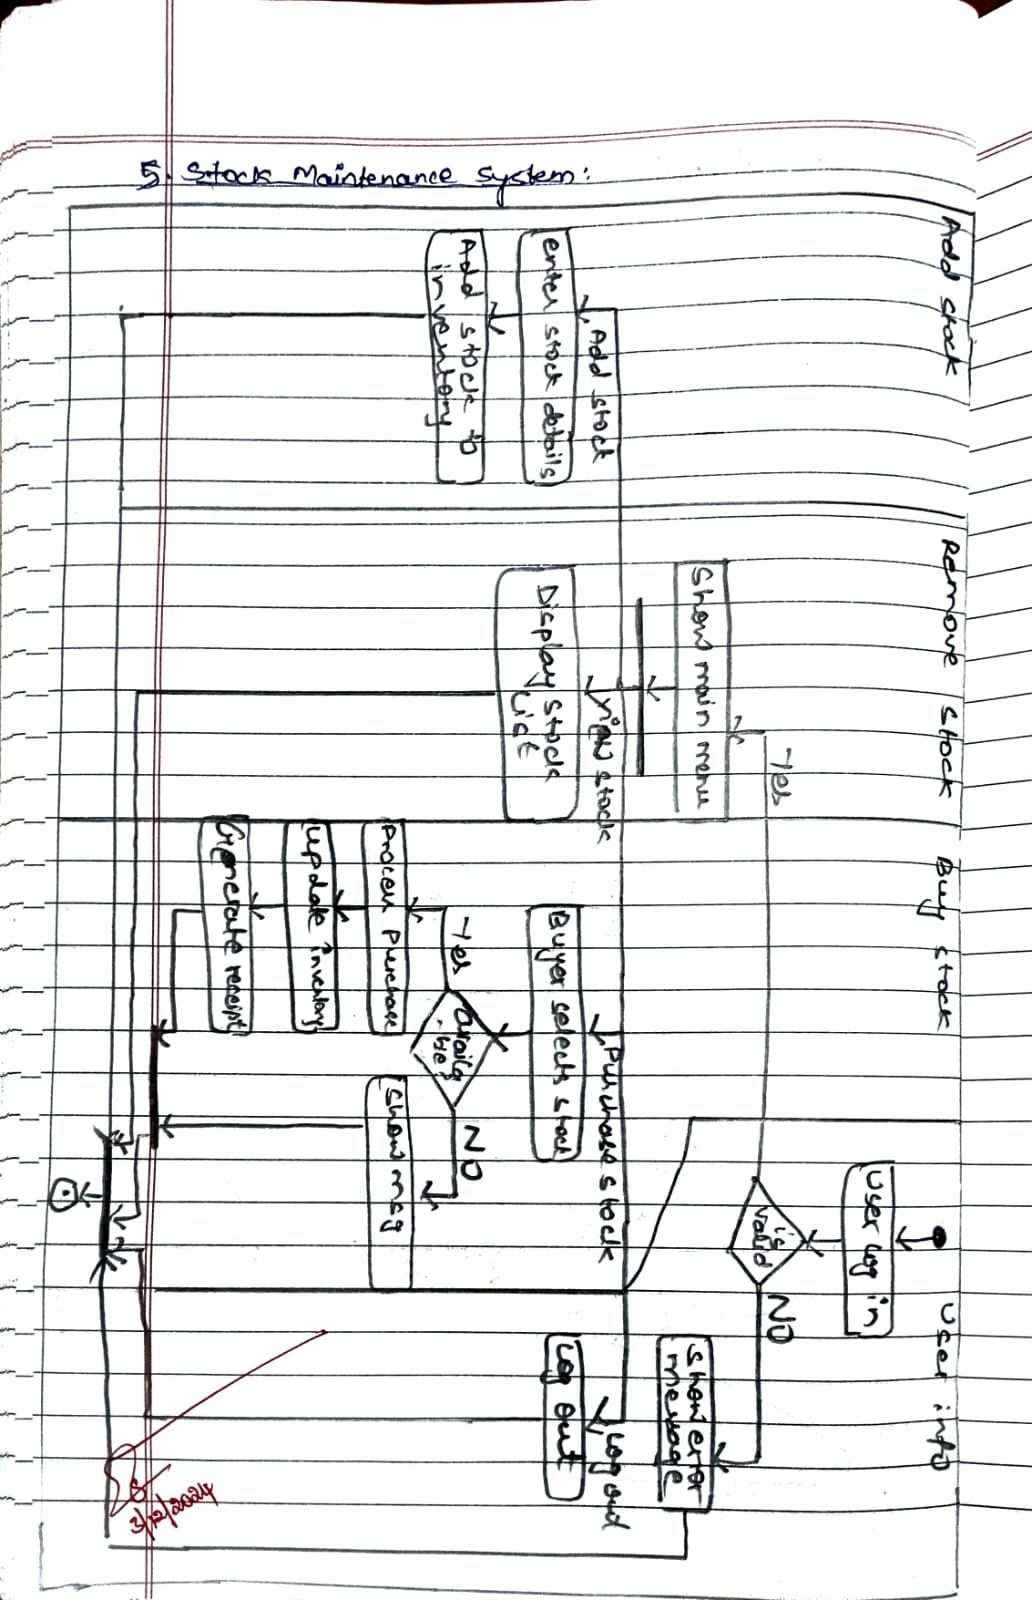 5. Stock Maintenance System:
Add stock
Remove stock
Buy stock
User info
User log in
is
valid
Yes
NO
Show main menu
Show error
message
Add stock
View stock
Purchase stock
Log out
enter stock details
Add stock to
inventory
Display stock
List
Buyer selects stock
availa
ble?
Yes
NO
Process purchase
update inventory
Generate receipt
Show msg
Log out
3/12/2024